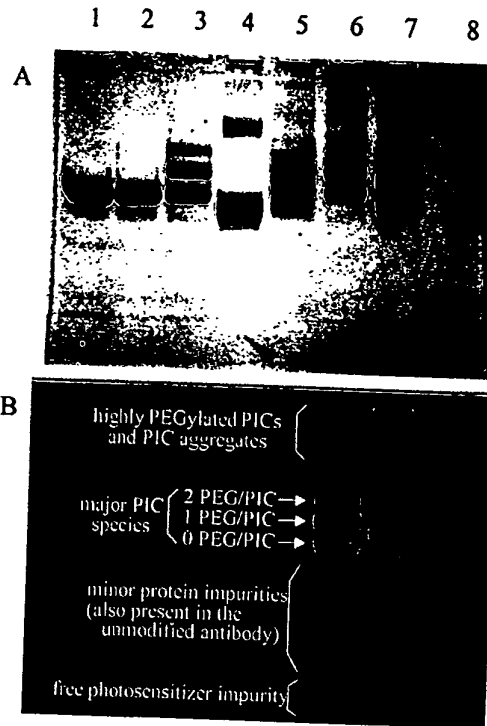 1 2 3 4 5 6 7 8
A
B
highly PEGylated PICs
and PIC aggregates
major PIC
species
2 PEG/PIC
1 PEG/PIC
0 PEG/PIC
minor protein impurities
(also present in the
unmodified antibody)
free photosensitizer impurity